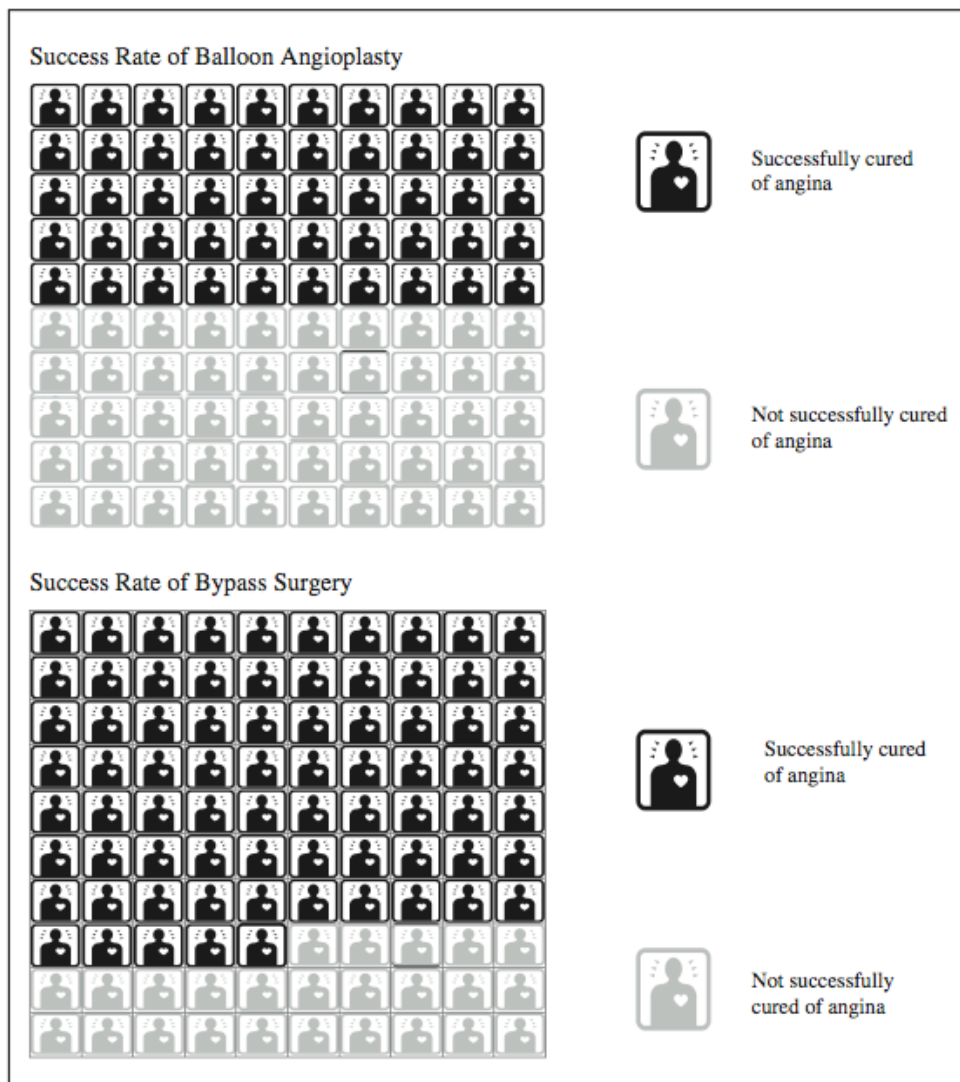 Success Rate of Balloon Angioplasty
Successfully cured
of angina
Not successfully cured
of angina
Success Rate of Bypass Surgery
Successfully cured
of angina
Not successfully
cured of angina